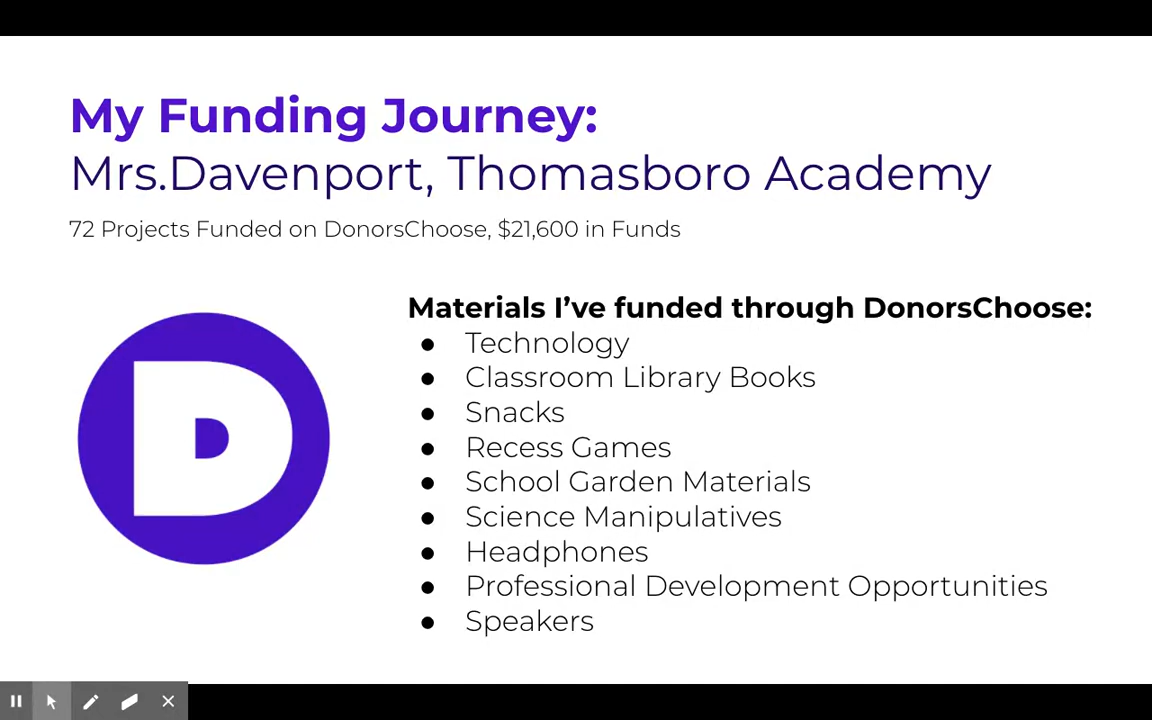 My Funding Journey:
Mrs.Davenport, Thomasboro Academy
72 Projects Funded on DonorsChoose, $21,600 in Funds
D
Materials I’ve funded through DonorsChoose:
● Technology
● Classroom Library Books
● Snacks
● Recess Games
● School Garden Materials
● Science Manipulatives
● Headphones
● Professional Development Opportunities
● Speakers